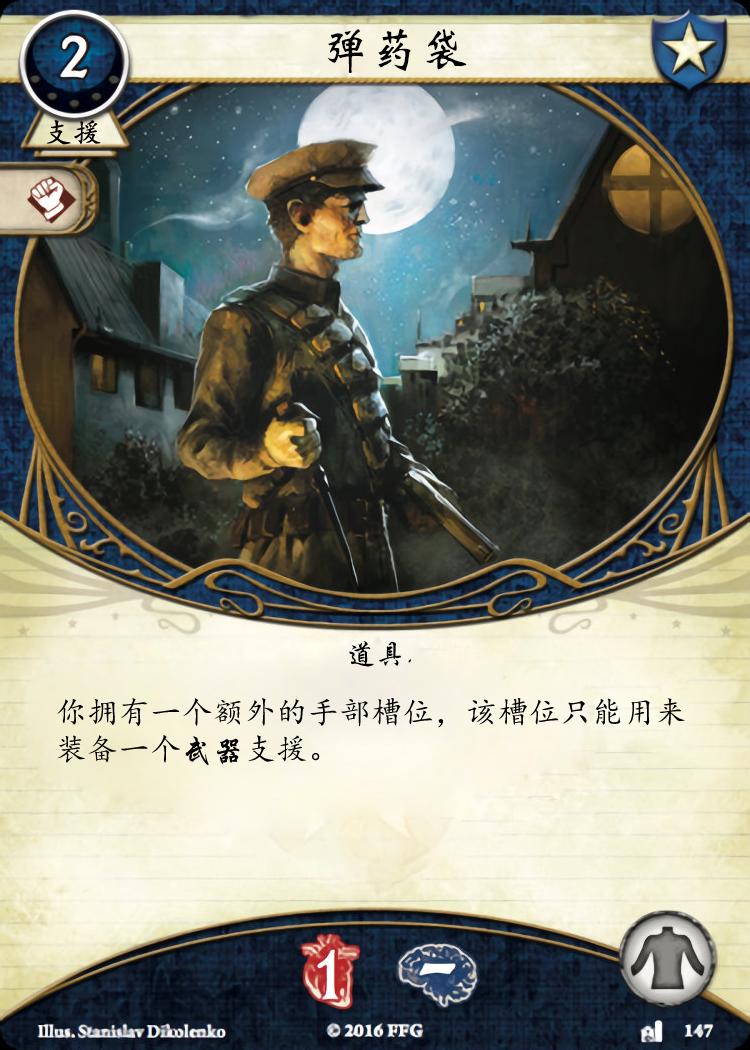 2
弹药袋
支援
道具.
你拥有一个额外的手部槽位，该槽位只能用来
装备一个武器支援。
1
–
Illus. Stanislav Dikolenko
© 2016 FFG
147